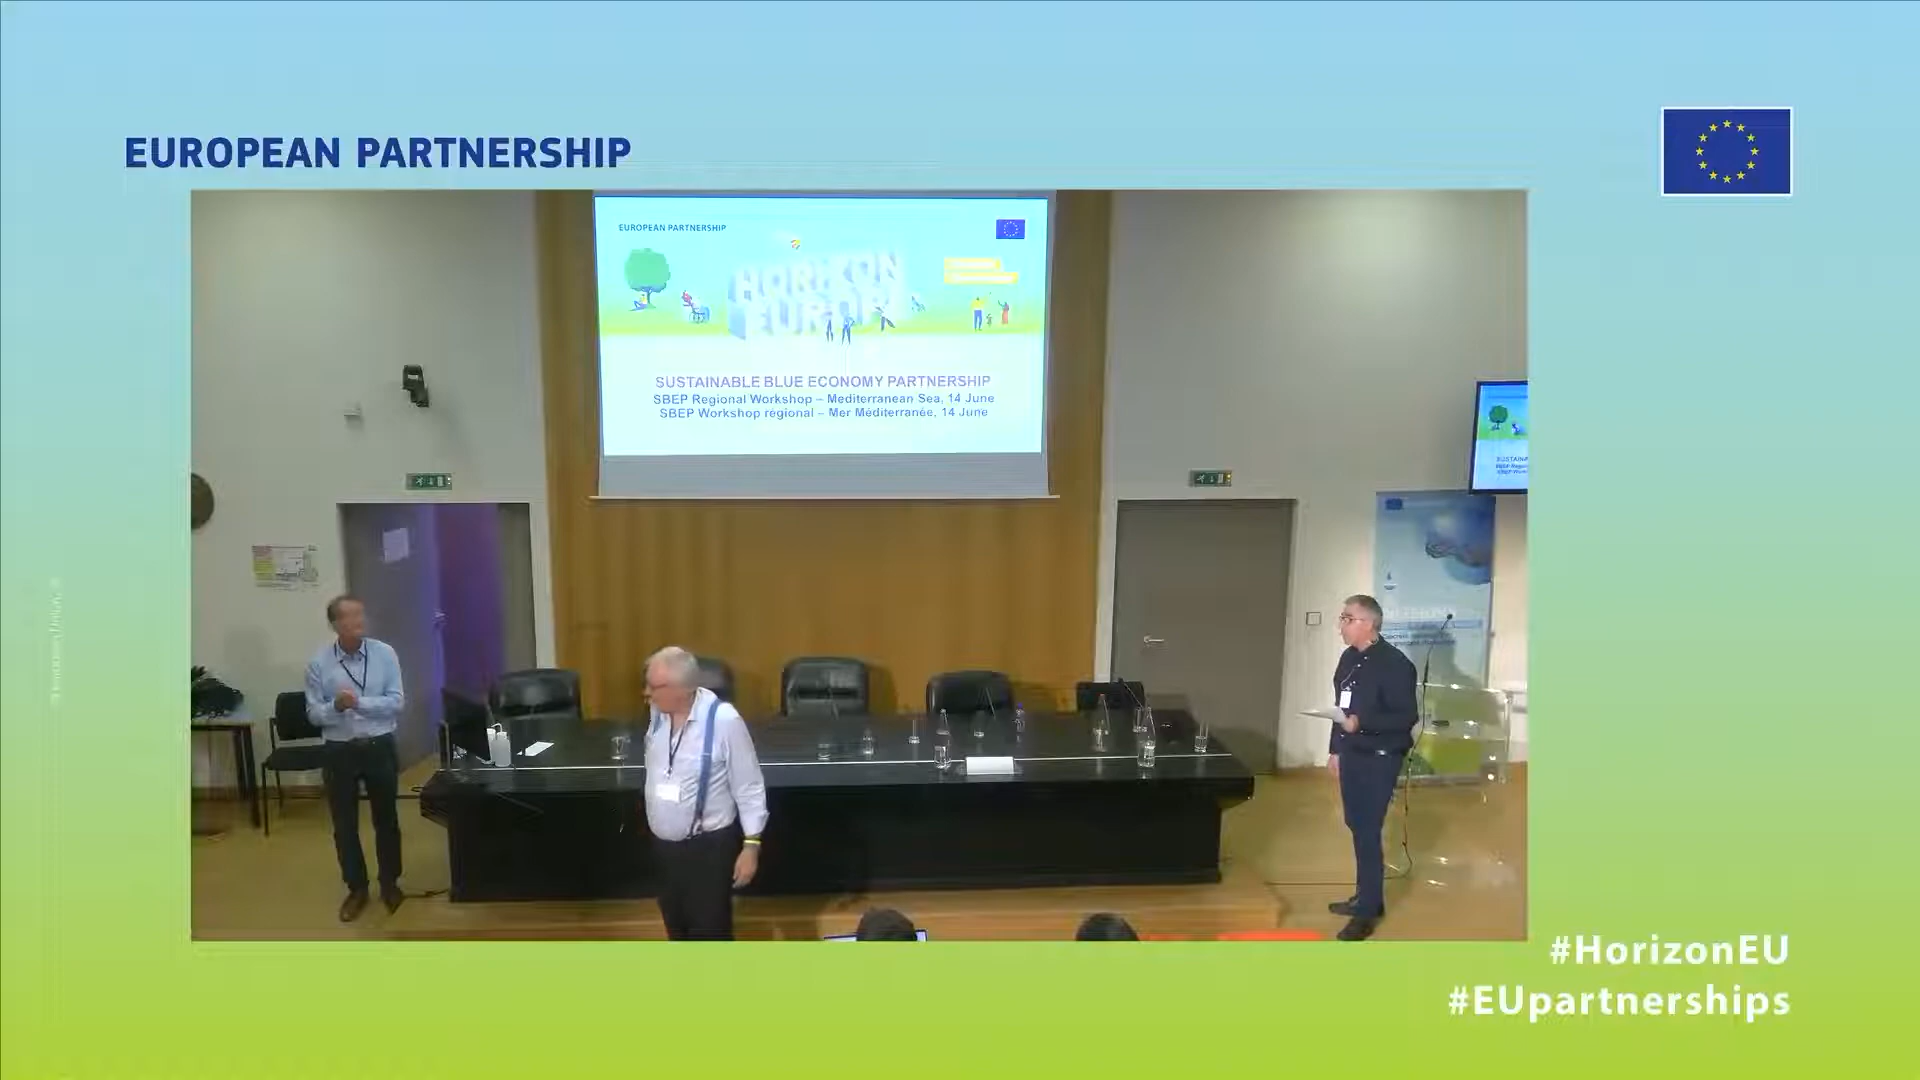 EUROPEAN PARTNERSHIP
EUROPEAN PARTNERSHIP
HORIZON
EUROPE
SUSTAINABLE BLUE ECONOMY PARTNERSHIP
SBEP Regional Workshop – Mediterranean Sea, 14 June
SBEP Workshop régional – Mer Méditerranée, 14 June
#HorizonEU
#EUpartnerships